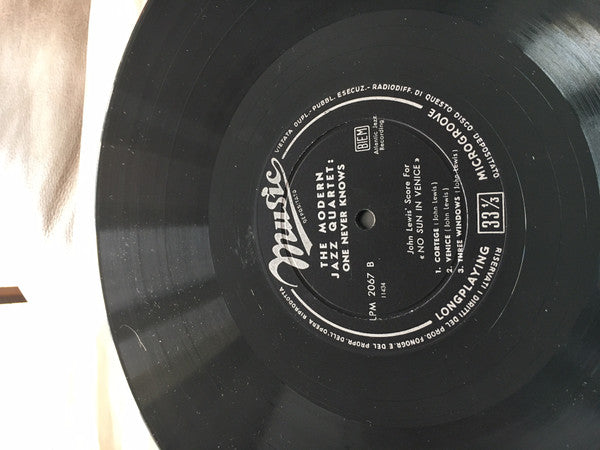 Music
DEPOSITATO
THE MODERN
JAZZ QUARTET:
ONE NEVER KNOWS
LPM 2067 B
11434
BIEM
Atlantic Jazz
Recording
John Lewis' Score For
«NO SUN IN VENICE»
1. CORTEGE (John Lewis)
2. VENICE (John Lewis)
3. THREE WINDOWS (John Lewis)
LONGPLAYING
33⅓
MICROGROOVE
VIETATA DUPL.-PUBBL. ESECUZ.-RADIODIFF. DI QUESTO DISCO DEPOSITATO
RISERVATI I DIRITTI DEL PROD. FONOGR. E DEL PROPR. DELL'OPERA RIPRODOTTA